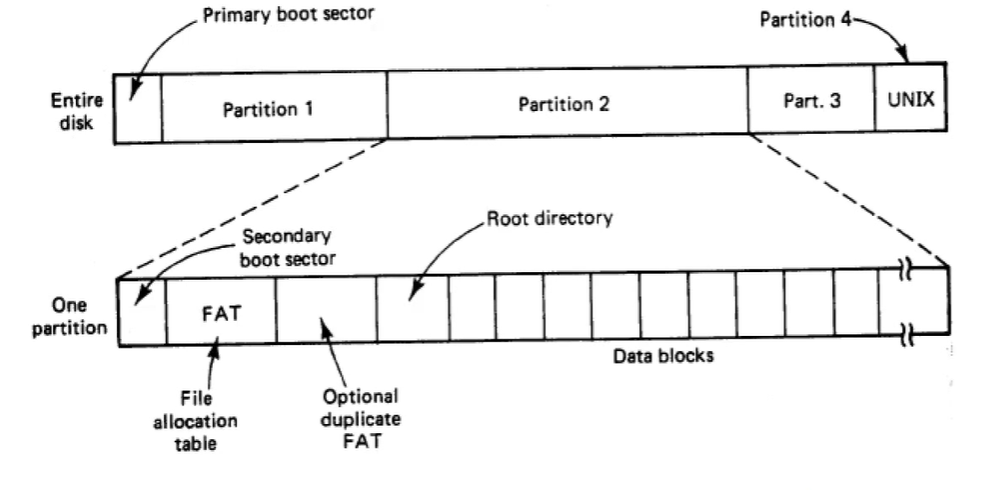 Primary boot sector
Partition 4
Entire
disk
Partition 1
Partition 2
Part. 3
UNIX
Root directory
Secondary
boot sector
One
partition
FAT
Data blocks
File
allocation
table
Optional
duplicate
FAT